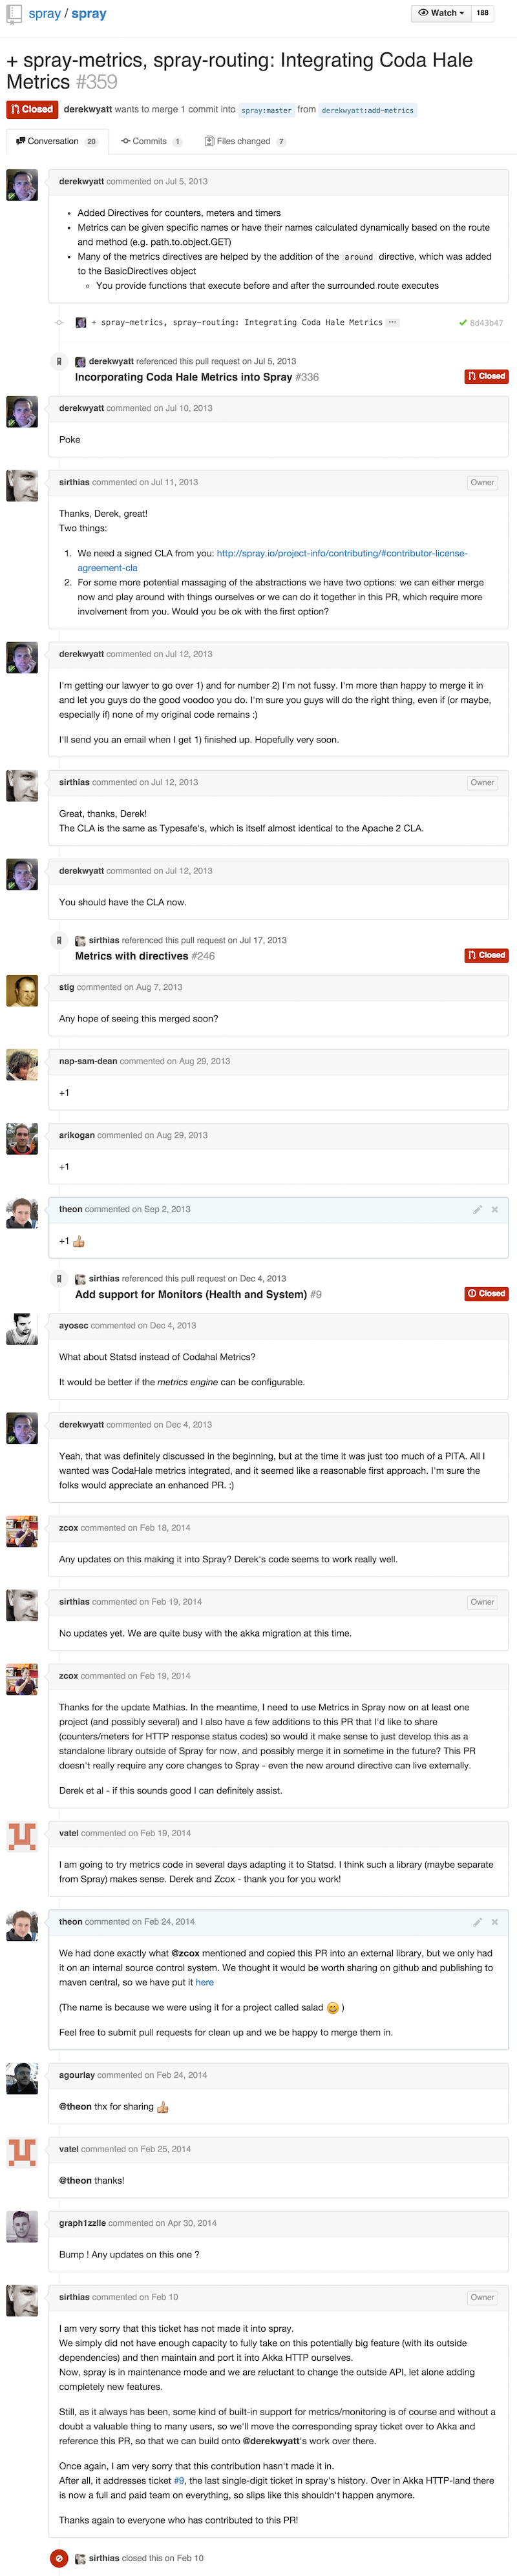 spray / spray
Watch 188
+ spray-metrics, spray-routing: Integrating Coda Hale
Metrics #359
Closed derekwyatt wants to merge 1 commit into spray:master from derekwyatt:add-metrics
Conversation 20 Commits 1 Files changed 7
derekwyatt commented on Jul 5, 2013
• Added Directives for counters, meters and timers
• Metrics can be given specific names or have their names calculated dynamically based on the route
and method (e.g. path.to.object.GET)
• Many of the metrics directives are helped by the addition of the around directive, which was added
to the BasicDirectives object
◦ You provide functions that execute before and after the surrounded route executes
+ spray-metrics, spray-routing: Integrating Coda Hale Metrics ··· 8d43b47
derekwyatt referenced this pull request on Jul 5, 2013
Incorporating Coda Hale Metrics into Spray #336 Closed
derekwyatt commented on Jul 10, 2013
Poke
sirthias commented on Jul 11, 2013 Owner
Thanks, Derek, great!
Two things:
1. We need a signed CLA from you: http://spray.io/project-info/contributing/#contributor-license-
agreement-cla
2. For some more potential massaging of the abstractions we have two options: we can either merge
now and play around with things ourselves or we can do it together in this PR, which require more
involvement from you. Would you be ok with the first option?
derekwyatt commented on Jul 12, 2013
I'm getting our lawyer to go over 1) and for number 2) I'm not fussy. I'm more than happy to merge it in
and let you guys do the good voodoo you do. I'm sure you guys will do the right thing, even if (or maybe,
especially if) none of my original code remains :)
I'll send you an email when I get 1) finished up. Hopefully very soon.
sirthias commented on Jul 12, 2013 Owner
Great, thanks, Derek!
The CLA is the same as Typesafe's, which is itself almost identical to the Apache 2 CLA.
derekwyatt commented on Jul 12, 2013
You should have the CLA now.
sirthias referenced this pull request on Jul 17, 2013
Metrics with directives #246 Closed
stig commented on Aug 7, 2013
Any hope of seeing this merged soon?
nap-sam-dean commented on Aug 29, 2013
+1
arikogan commented on Aug 29, 2013
+1
theon commented on Sep 2, 2013
+1 👍
sirthias referenced this pull request on Dec 4, 2013
Add support for Monitors (Health and System) #9 Closed
ayosec commented on Dec 4, 2013
What about Statsd instead of Codahal Metrics?
It would be better if the metrics engine can be configurable.
derekwyatt commented on Dec 4, 2013
Yeah, that was definitely discussed in the beginning, but at the time it was just too much of a PITA. All I
wanted was CodaHale metrics integrated, and it seemed like a reasonable first approach. I'm sure the
folks would appreciate an enhanced PR. :)
zcox commented on Feb 18, 2014
Any updates on this making it into Spray? Derek's code seems to work really well.
sirthias commented on Feb 19, 2014 Owner
No updates yet. We are quite busy with the akka migration at this time.
zcox commented on Feb 19, 2014
Thanks for the update Mathias. In the meantime, I need to use Metrics in Spray now on at least one
project (and possibly several) and I also have a few additions to this PR that I'd like to share
(counters/meters for HTTP response status codes) so would it make sense to just develop this as a
standalone library outside of Spray for now, and possibly merge it in sometime in the future? This PR
doesn't really require any core changes to Spray - even the new around directive can live externally.
Derek et al - if this sounds good I can definitely assist.
vatel commented on Feb 19, 2014
I am going to try metrics code in several days adapting it to Statsd. I think such a library (maybe separate
from Spray) makes sense. Derek and Zcox - thank you for you work!
theon commented on Feb 24, 2014
We had done exactly what @zcox mentioned and copied this PR into an external library, but we only had
it on an internal source control system. We thought it would be worth sharing on github and publishing to
maven central, so we have put it here
(The name is because we were using it for a project called salad 😄 )
Feel free to submit pull requests for clean up and we be happy to merge them in.
agourlay commented on Feb 24, 2014
@theon thx for sharing 👍
vatel commented on Feb 25, 2014
@theon thanks!
graph1zzlle commented on Apr 30, 2014
Bump ! Any updates on this one ?
sirthias commented on Feb 10 Owner
I am very sorry that this ticket has not made it into spray.
We simply did not have enough capacity to fully take on this potentially big feature (with its outside
dependencies) and then maintain and port it into Akka HTTP ourselves.
Now, spray is in maintenance mode and we are reluctant to change the outside API, let alone adding
completely new features.
Still, as it always has been, some kind of built-in support for metrics/monitoring is of course and without a
doubt a valuable thing to many users, so we'll move the corresponding spray ticket over to Akka and
reference this PR, so that we can build onto @derekwyatt's work over there.
Once again, I am very sorry that this contribution hasn't made it in.
After all, it addresses ticket #9, the last single-digit ticket in spray's history. Over in Akka HTTP-land there
is now a full and paid team on everything, so slips like this shouldn't happen anymore.
Thanks again to everyone who has contributed to this PR!
sirthias closed this on Feb 10